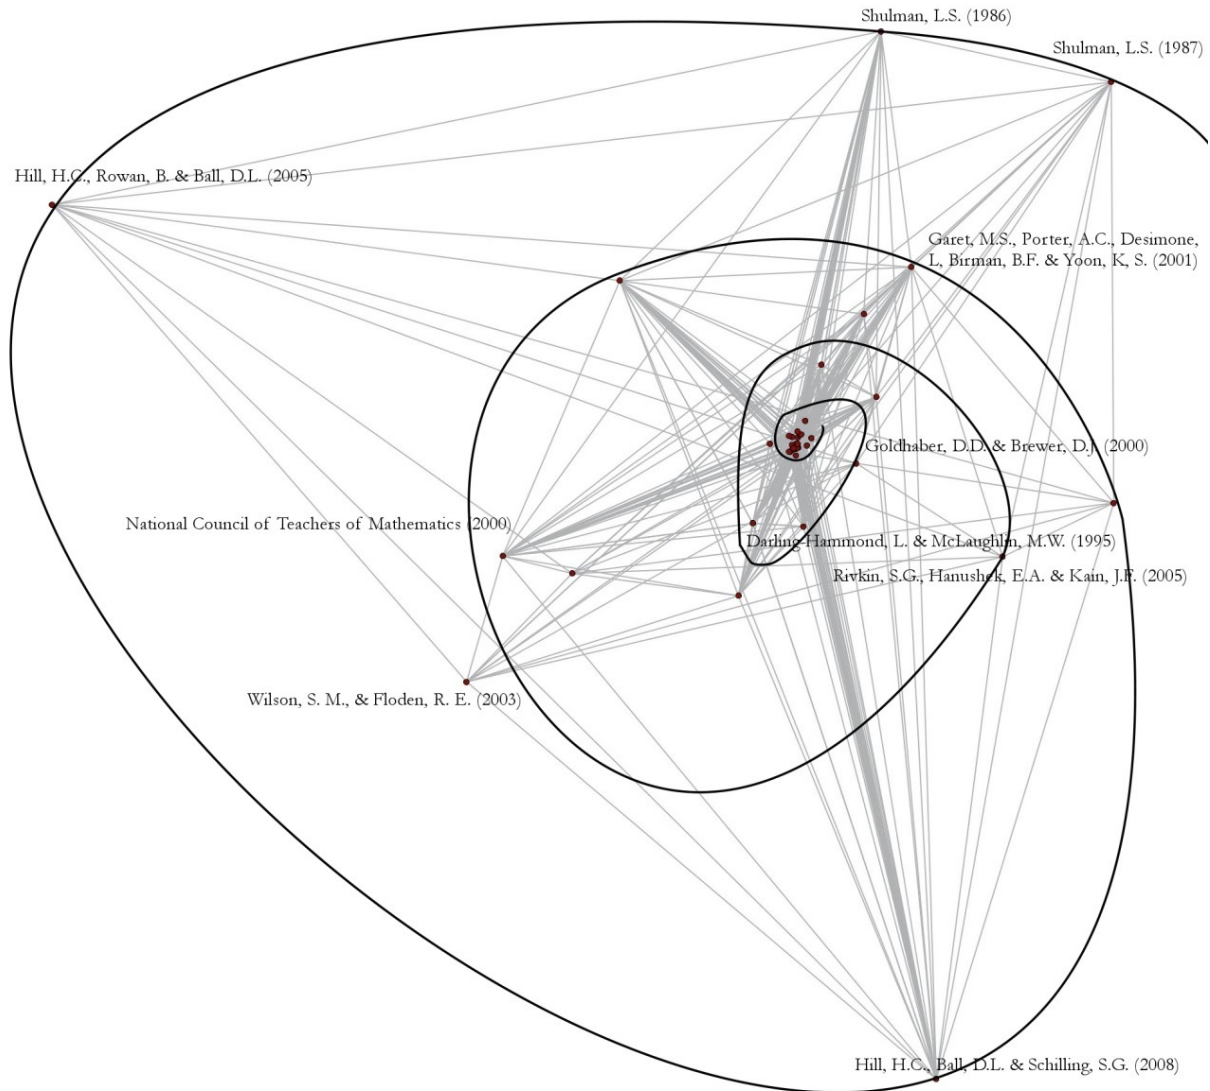 Shulman, L.S. (1986)
Shulman, L.S. (1987)
Hill, H.C., Rowan, B. & Ball, D.L. (2005)
Garet, M.S., Porter, A.C., Desimone,
L, Birman, B.F. & Yoon, K, S. (2001)
Goldhaber, D.D. & Brewer, D.J. (2000)
National Council of Teachers of Mathematics (2000)
Darling-Hammond, L. & McLaughlin, M.W. (1995)
Rivkin, S.G., Hanushek, E.A. & Kain, J.F. (2005)
Wilson, S. M., & Floden, R. E. (2003)
Hill, H.C., Ball, D.L. & Schilling, S.G. (2008)